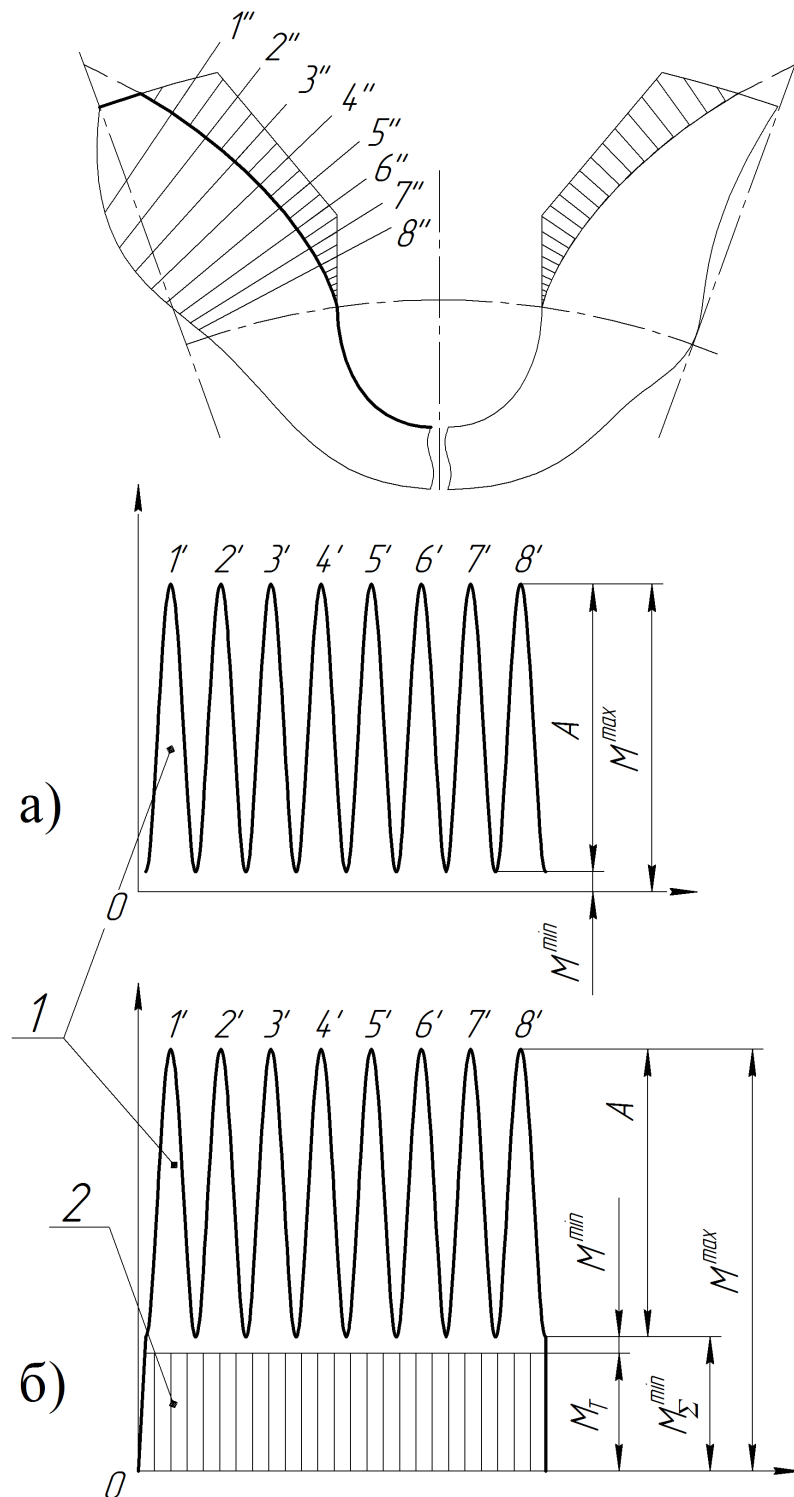 1"
2"
3"
4"
5"
6"
7"
8"
1' 2' 3' 4' 5' 6' 7' 8'
A
M^max
а)
0
M^min
1
1' 2' 3' 4' 5' 6' 7' 8'
A
2
M^min
M^max
б)
M_T
M_Σ^min
0